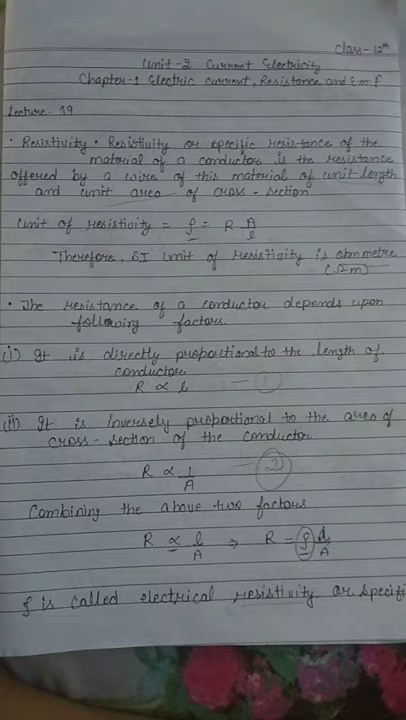 Class-12th
Unit-2 Current Electricity
Chapter-1 Electric Current, Resistance and E.m.f
Lecture 19
• Resistivity • Resistivity or specific resistance of the
material of a conductor is the resistance
offered by a wire of this material of unit length
and unit area of cross-section
Unit of resistivity = ρ = R A/l
Therefore, SI unit of resistivity is ohmmetre
(Ωm)
• The resistance of a conductor depends upon
following factors.
(i) It is directly proportional to the length of
conductor
R ∝ l — 1
(ii) It is inversely proportional to the area of
cross-section of the conductor
R ∝ 1/A — 2
Combining the above two factors
R ∝ l/A ⇒ R = ρ l/A
ρ is called electrical resistivity or specifi